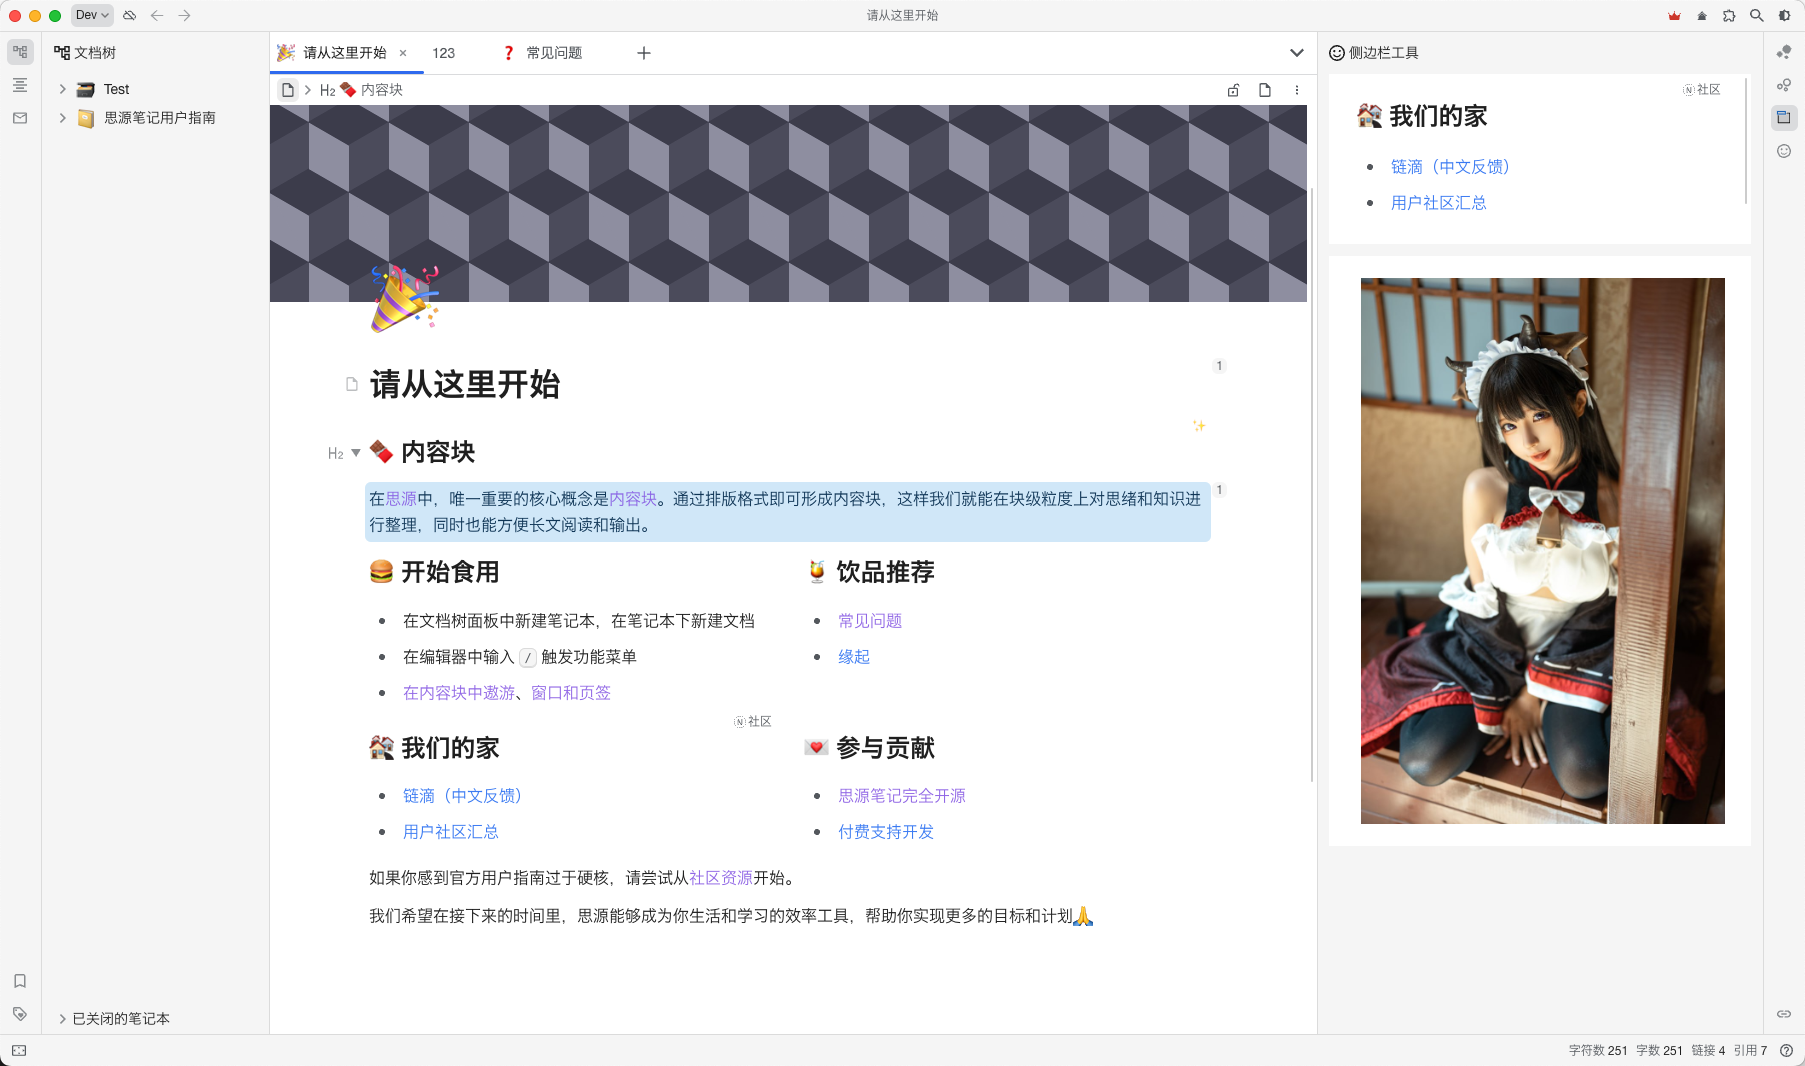 Dev
请从这里开始
文档树
Test
思源笔记用户指南
已关闭的笔记本
请从这里开始
123
常见问题
H2 内容块
请从这里开始
1
H2 内容块
在思源中，唯一重要的核心概念是内容块。通过排版格式即可形成内容块，这样我们就能在块级粒度上对思绪和知识进
行整理，同时也能方便长文阅读和输出。
1
开始食用
在文档树面板中新建笔记本，在笔记本下新建文档
在编辑器中输入 / 触发功能菜单
在内容块中遨游、窗口和页签
饮品推荐
常见问题
缘起
N 社区
我们的家
链滴（中文反馈）
用户社区汇总
参与贡献
思源笔记完全开源
付费支持开发
如果你感到官方用户指南过于硬核，请尝试从社区资源开始。
我们希望在接下来的时间里，思源能够成为你生活和学习的效率工具，帮助你实现更多的目标和计划
侧边栏工具
N 社区
我们的家
链滴（中文反馈）
用户社区汇总
字符数 251 字数 251 链接 4 引用 7